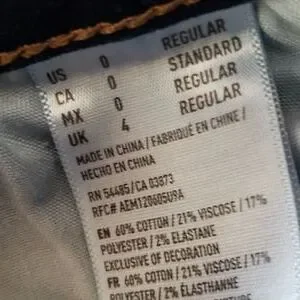 US 0 REGULAR
CA 0 STANDARD
MX 0 REGULAR
UK 4 REGULAR
MADE IN CHINA / FABRIQUÉ EN CHINE /
HECHO EN CHINA
RN 54485/CA 03873
RFC# AEM120605U9A
EN 60% COTTON / 21% VISCOSE / 17%
POLYESTER / 2% ELASTANE
EXCLUSIVE OF DECORATION
FR 60% COTON / 21% VISCOSE / 17%
POLYESTER / 2% ÉLASTHANNE